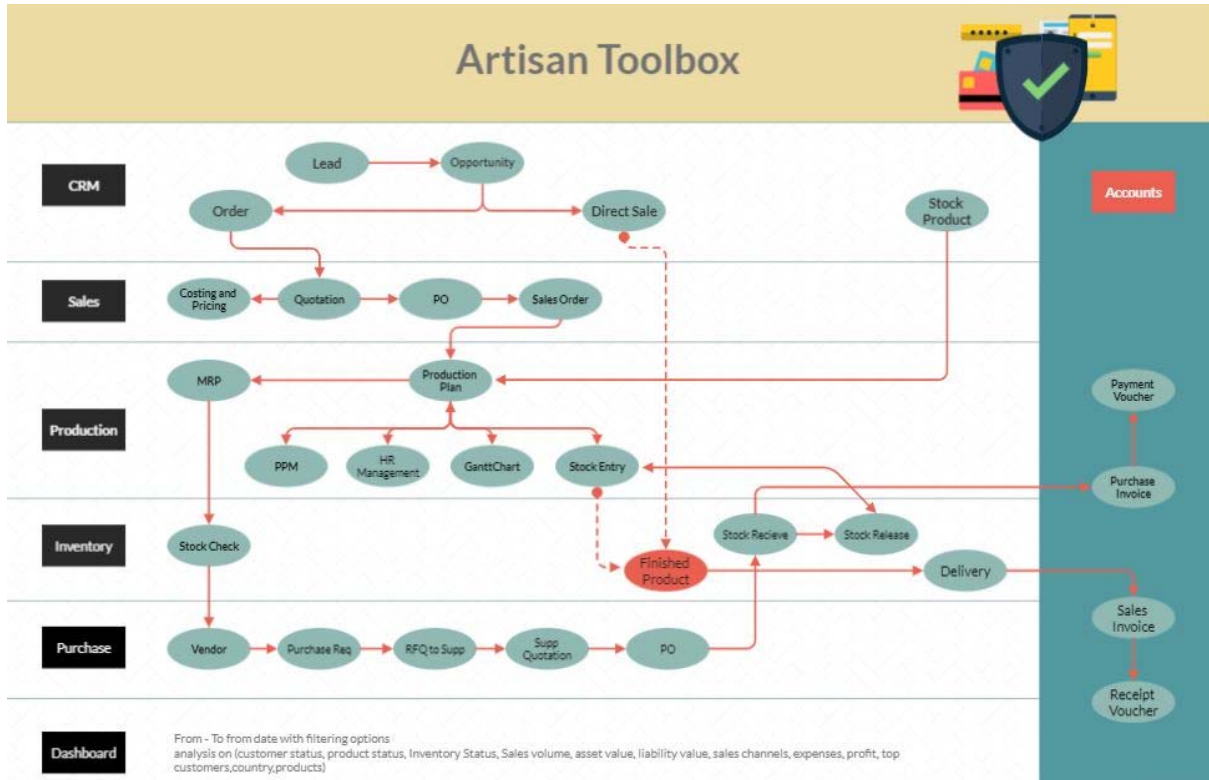 Artisan Toolbox
CRM
Lead
Opportunity
Order
Direct Sale
Stock
Product
Accounts
Sales
Costing and
Pricing
Quotation
PO
Sales Order
Production
MRP
Production
Plan
PPM
HR
Management
GanttChart
Stock Entry
Payment
Voucher
Purchase
Invoice
Inventory
Stock Check
Finished
Product
Stock Recieve
Stock Release
Delivery
Sales
Invoice
Purchase
Vendor
Purchase Req
RFQ to Supp
Supp
Quotation
PO
Receipt
Voucher
Dashboard
From - To from date with filtering options
analysis on (customer status, product status, Inventory Status, Sales volume, asset value, liability value, sales channels, expenses, profit, top
customers,country,products)